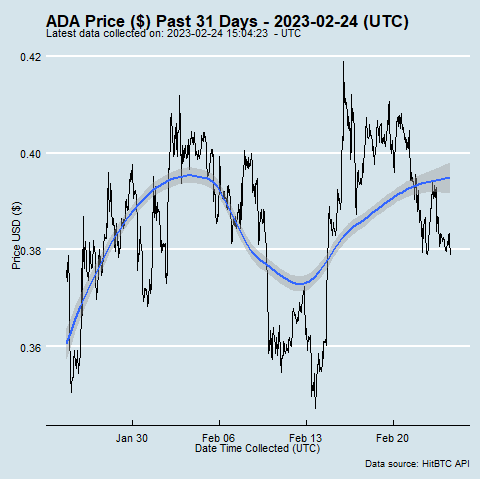 ADA Price ($) Past 31 Days - 2023-02-24 (UTC)
Latest data collected on: 2023-02-24 15:04:23  - UTC
0.42
0.40
0.38
0.36
Price USD ($)
Jan 30
Feb 06
Feb 13
Feb 20
Date Time Collected (UTC)
Data source: HitBTC API